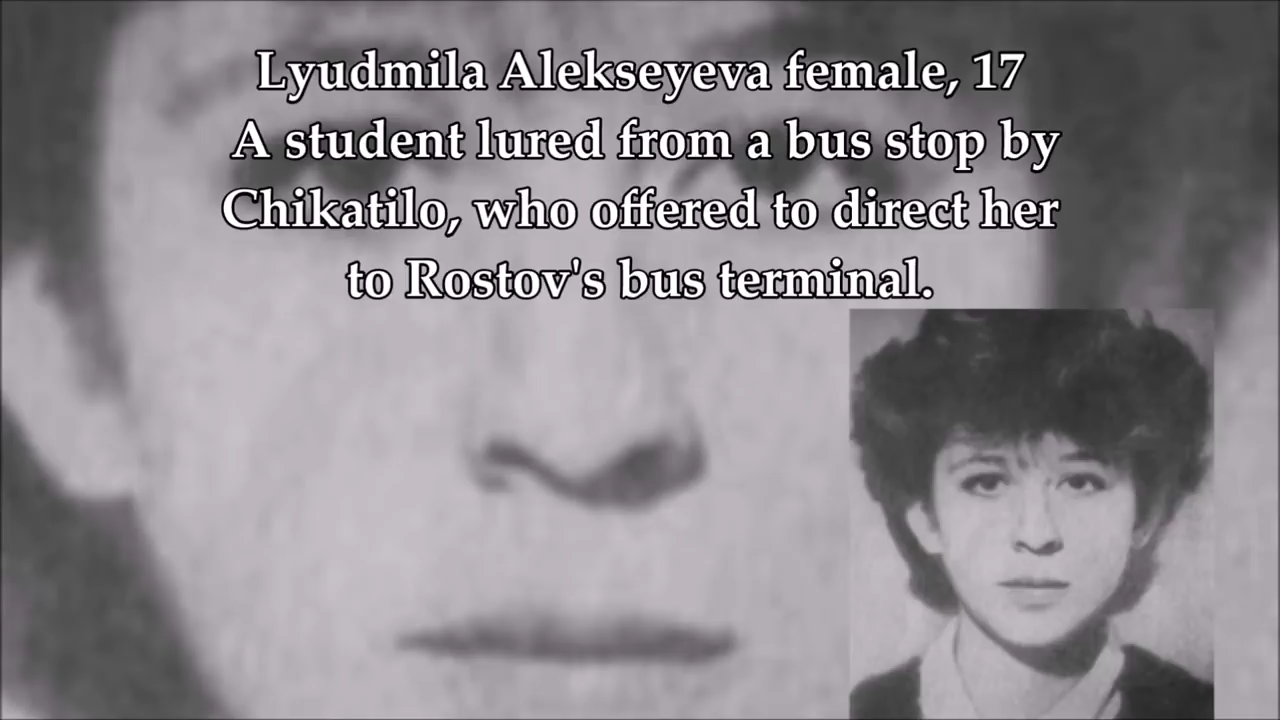 Lyudmila Alekseyeva female, 17
A student lured from a bus stop by
Chikatilo, who offered to direct her
to Rostov's bus terminal.